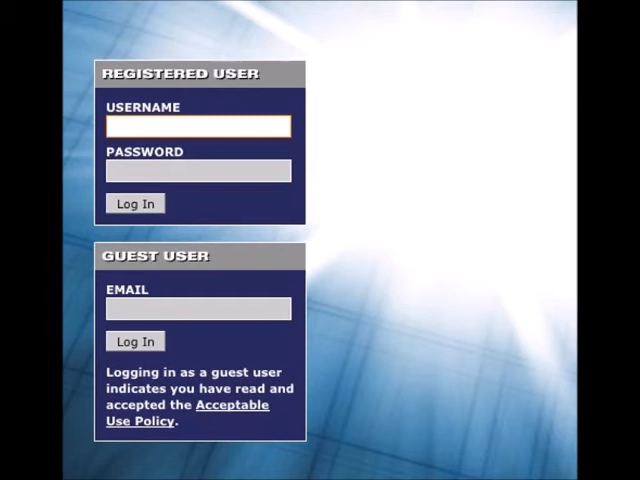 REGISTERED USER
USERNAME
PASSWORD
Log In
GUEST USER
EMAIL
Log In
Logging in as a guest user
indicates you have read and
accepted the Acceptable
Use Policy.